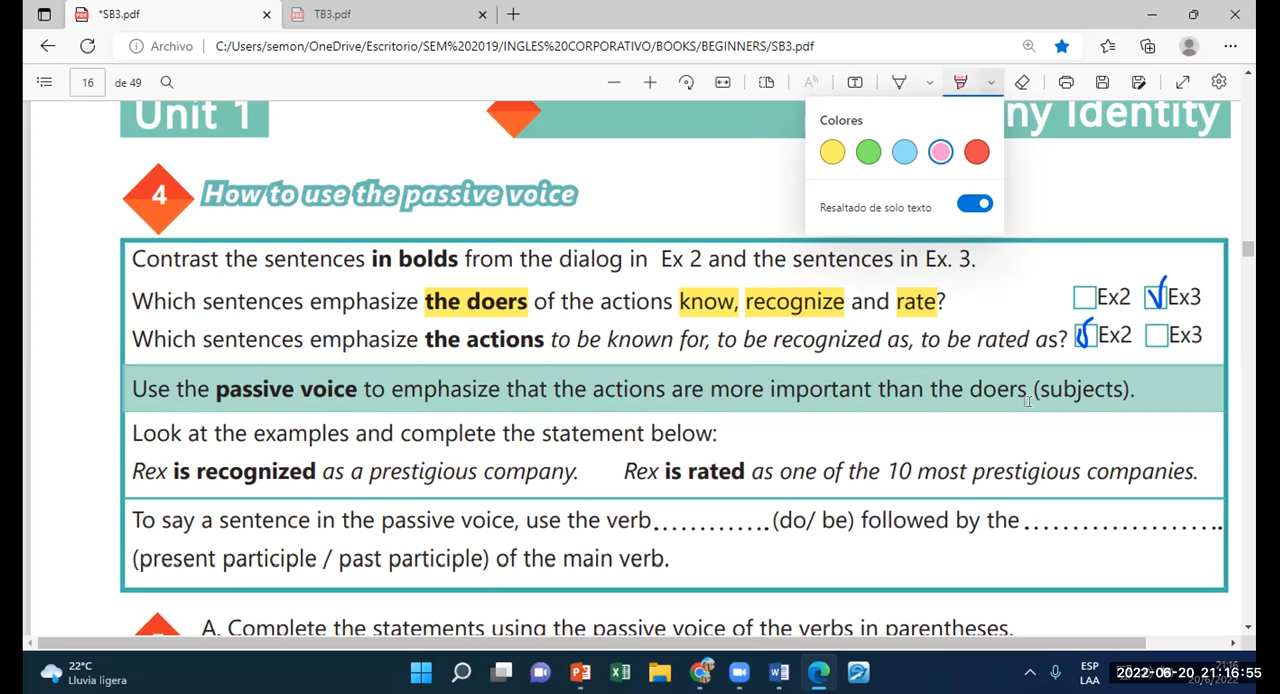 *SB3.pdf
TB3.pdf
Archivo C:/Users/semon/OneDrive/Escritorio/SEM%202019/INGLES%20CORPORATIVO/BOOKS/BEGINNERS/SB3.pdf
16 de 49
Unit 1 ny Identity
Colores
Resaltado de solo texto
4 How to use the passive voice
Contrast the sentences in bolds from the dialog in Ex 2 and the sentences in Ex. 3.
Which sentences emphasize the doers of the actions know, recognize and rate? Ex2 Ex3
Which sentences emphasize the actions to be known for, to be recognized as, to be rated as? Ex2 Ex3
Use the passive voice to emphasize that the actions are more important than the doers (subjects).
Look at the examples and complete the statement below:
Rex is recognized as a prestigious company. Rex is rated as one of the 10 most prestigious companies.
To say a sentence in the passive voice, use the verb............. (do/ be) followed by the ......................
(present participle / past participle) of the main verb.
A. Complete the statements using the passive voice of the verbs in parentheses.
22°C
Lluvia ligera
ESP
LAA
2022-06-20, 21:16:55